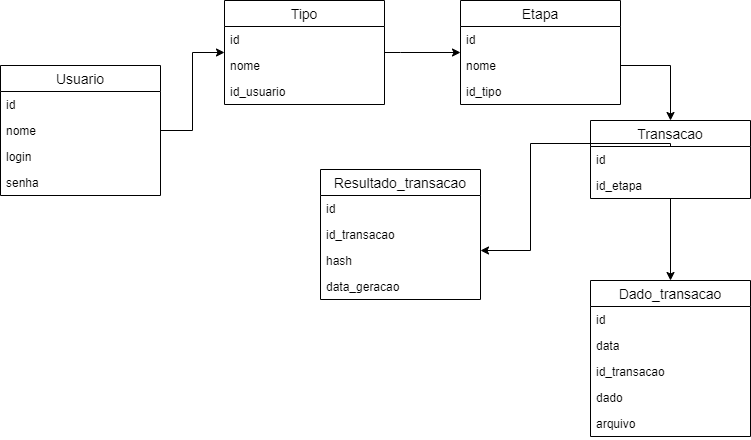 Usuario
id
nome
login
senha
Tipo
id
nome
id_usuario
Etapa
id
nome
id_tipo
Transacao
id
id_etapa
Resultado_transacao
id
id_transacao
hash
data_geracao
Dado_transacao
id
data
id_transacao
dado
arquivo